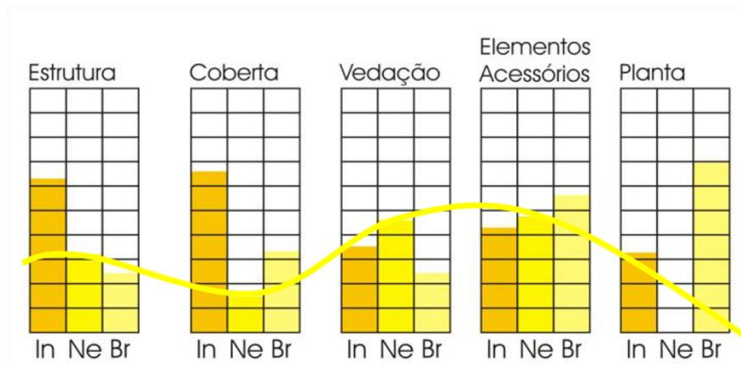 Estrutura
Coberta
Vedação
Elementos
Acessórios
Planta
In Ne Br
In Ne Br
In Ne Br
In Ne Br
In Ne Br